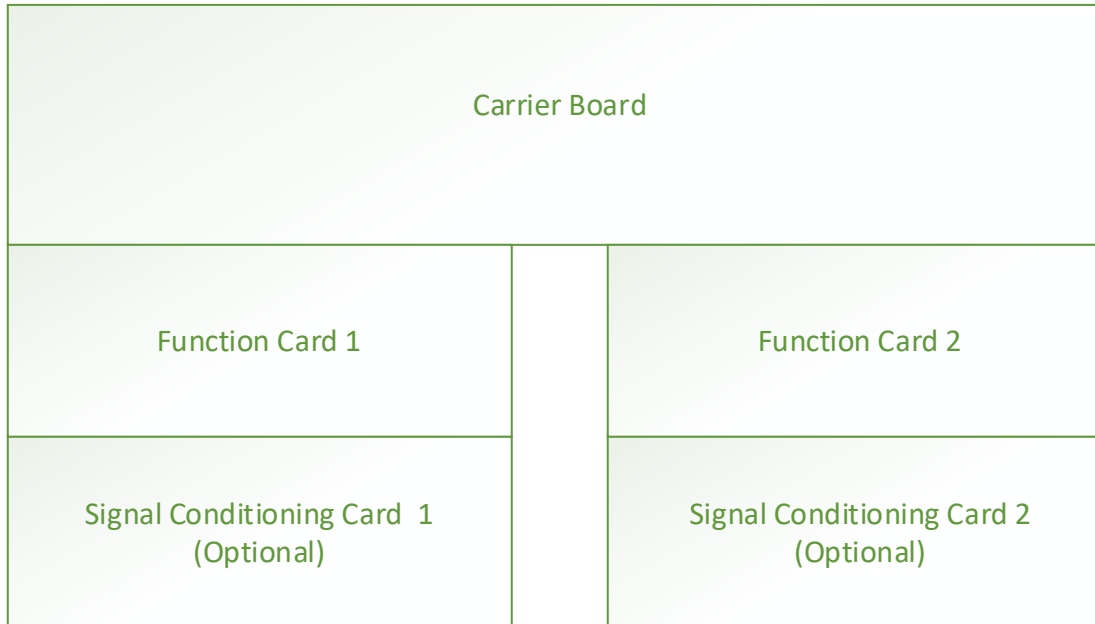 Carrier Board
Function Card 1
Function Card 2
Signal Conditioning Card  1
(Optional)
Signal Conditioning Card 2
(Optional)